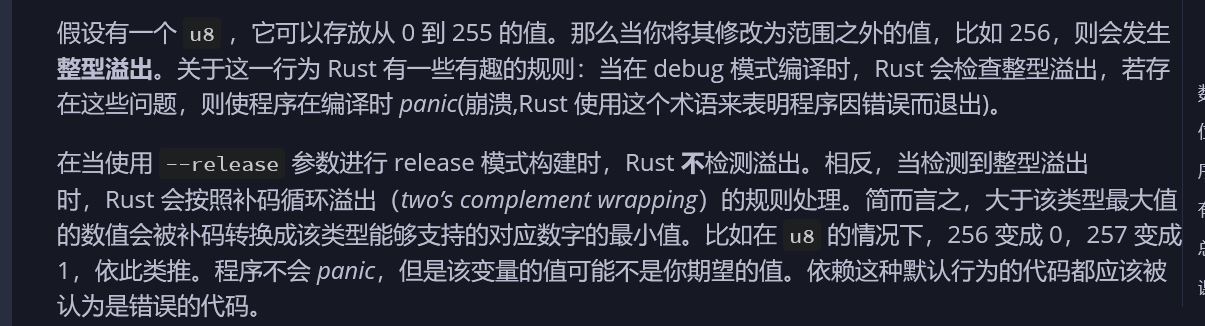 假设有一个 u8 ，它可以存放从 0 到 255 的值。那么当你将其修改为范围之外的值，比如 256，则会发生
整型溢出。关于这一行为 Rust 有一些有趣的规则：当在 debug 模式编译时，Rust 会检查整型溢出，若存
在这些问题，则使程序在编译时 panic(崩溃,Rust 使用这个术语来表明程序因错误而退出)。
在当使用 --release 参数进行 release 模式构建时，Rust 不检测溢出。相反，当检测到整型溢出
时，Rust 会按照补码循环溢出（two’s complement wrapping）的规则处理。简而言之，大于该类型最大值
的数值会被补码转换成该类型能够支持的对应数字的最小值。比如在 u8 的情况下，256 变成 0，257 变成
1，依此类推。程序不会 panic，但是该变量的值可能不是你期望的值。依赖这种默认行为的代码都应该被
认为是错误的代码。